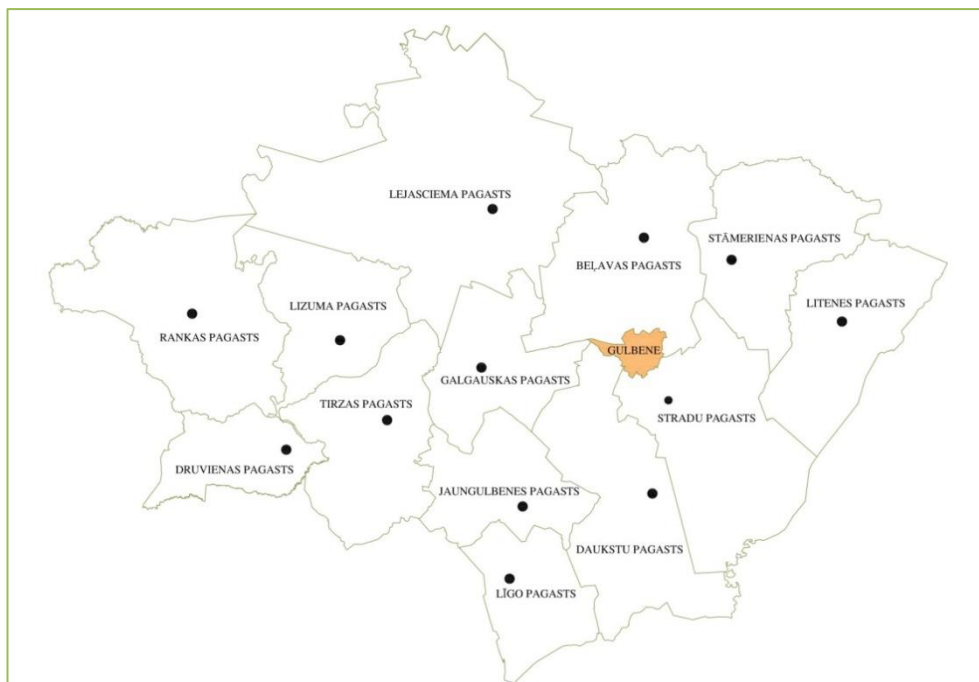 LEJASCIEMA PAGASTS
STĀMERIENAS PAGASTS
BEĻAVAS PAGASTS
LITENES PAGASTS
LIZUMA PAGASTS
RANKAS PAGASTS
GULBENE
GALGAUSKAS PAGASTS
TIRZAS PAGASTS
STRADU PAGASTS
DRUVIENAS PAGASTS
JAUNGULBENES PAGASTS
DAUKSTU PAGASTS
LĪGO PAGASTS